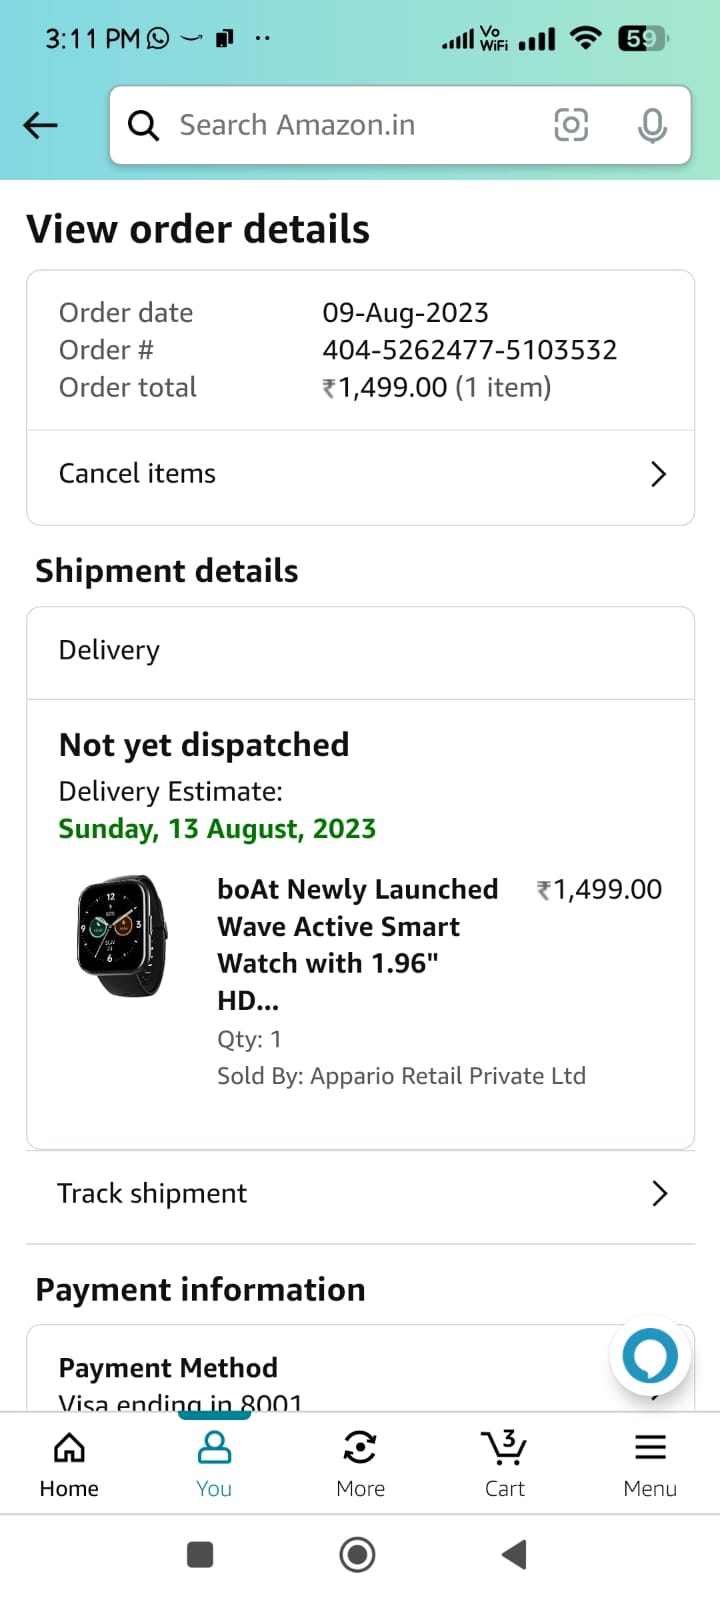 3:11 PM
Vo
WiFi
59
Search Amazon.in
View order details
Order date 09-Aug-2023
Order # 404-5262477-5103532
Order total ₹1,499.00 (1 item)
Cancel items
Shipment details
Delivery
Not yet dispatched
Delivery Estimate:
Sunday, 13 August, 2023
boAt Newly Launched ₹1,499.00
Wave Active Smart
Watch with 1.96"
HD...
Qty: 1
Sold By: Appario Retail Private Ltd
Track shipment
Payment information
Payment Method
Visa ending in 8001
3
Home You More Cart Menu